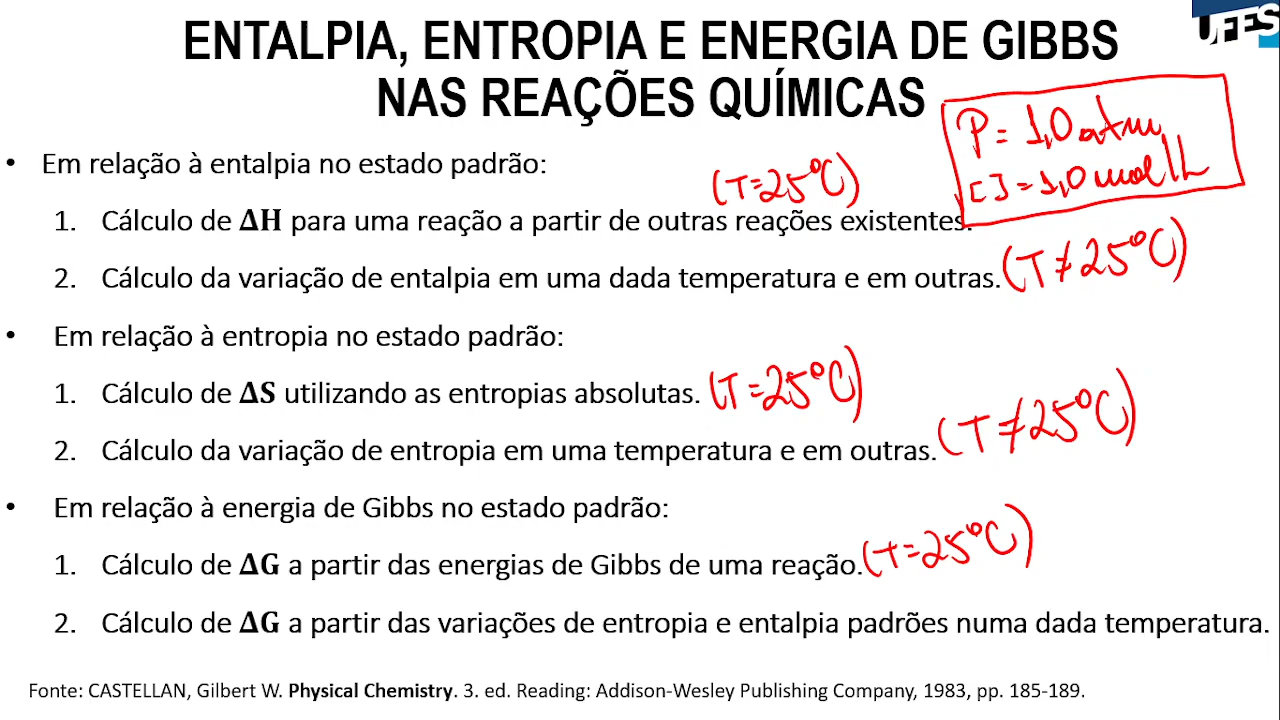 UFES
ENTALPIA, ENTROPIA E ENERGIA DE GIBBS
NAS REAÇÕES QUÍMICAS
P = 1,0 atm
[ ] = 1,0 mol/L
• Em relação à entalpia no estado padrão:
(T=25°C)
1. Cálculo de ΔH para uma reação a partir de outras reações existentes.
2. Cálculo da variação de entalpia em uma dada temperatura e em outras. (T ≠ 25°C)
• Em relação à entropia no estado padrão:
1. Cálculo de ΔS utilizando as entropias absolutas. (T=25°C)
2. Cálculo da variação de entropia em uma temperatura e em outras. (T ≠ 25°C)
• Em relação à energia de Gibbs no estado padrão:
1. Cálculo de ΔG a partir das energias de Gibbs de uma reação. (T=25°C)
2. Cálculo de ΔG a partir das variações de entropia e entalpia padrões numa dada temperatura.
Fonte: CASTELLAN, Gilbert W. Physical Chemistry. 3. ed. Reading: Addison-Wesley Publishing Company, 1983, pp. 185-189.